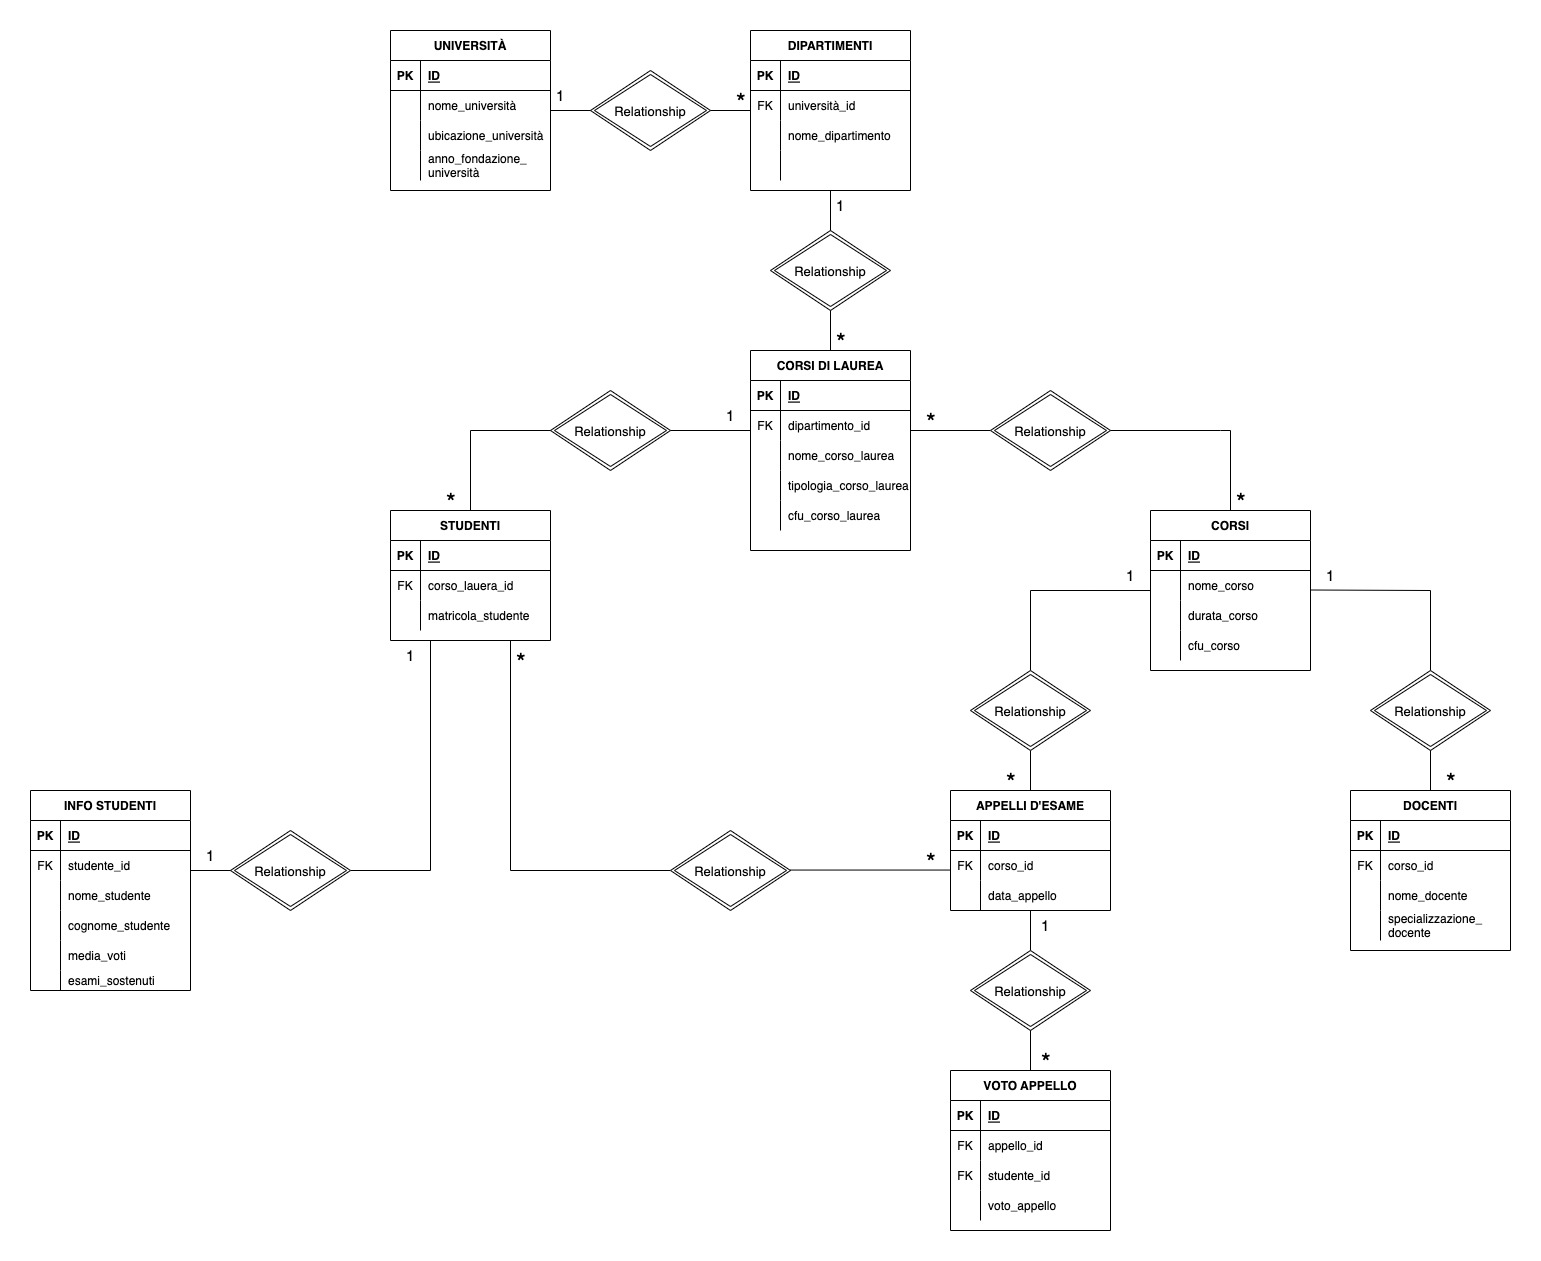 UNIVERSITÀ
PK ID
nome_università
ubicazione_università
anno_fondazione_
università
1
Relationship
*
DIPARTIMENTI
PK ID
FK università_id
nome_dipartimento
1
Relationship
*
CORSI DI LAUREA
PK ID
FK dipartimento_id
nome_corso_laurea
tipologia_corso_laurea
cfu_corso_laurea
1
Relationship
*
*
Relationship
*
STUDENTI
PK ID
FK corso_lauera_id
matricola_studente
1
*
CORSI
PK ID
nome_corso
durata_corso
cfu_corso
1
1
Relationship
*
Relationship
*
INFO STUDENTI
PK ID
FK studente_id
nome_studente
cognome_studente
media_voti
esami_sostenuti
1
Relationship
Relationship
*
APPELLI D'ESAME
PK ID
FK corso_id
data_appello
1
DOCENTI
PK ID
FK corso_id
nome_docente
specializzazione_
docente
Relationship
*
VOTO APPELLO
PK ID
FK appello_id
FK studente_id
voto_appello